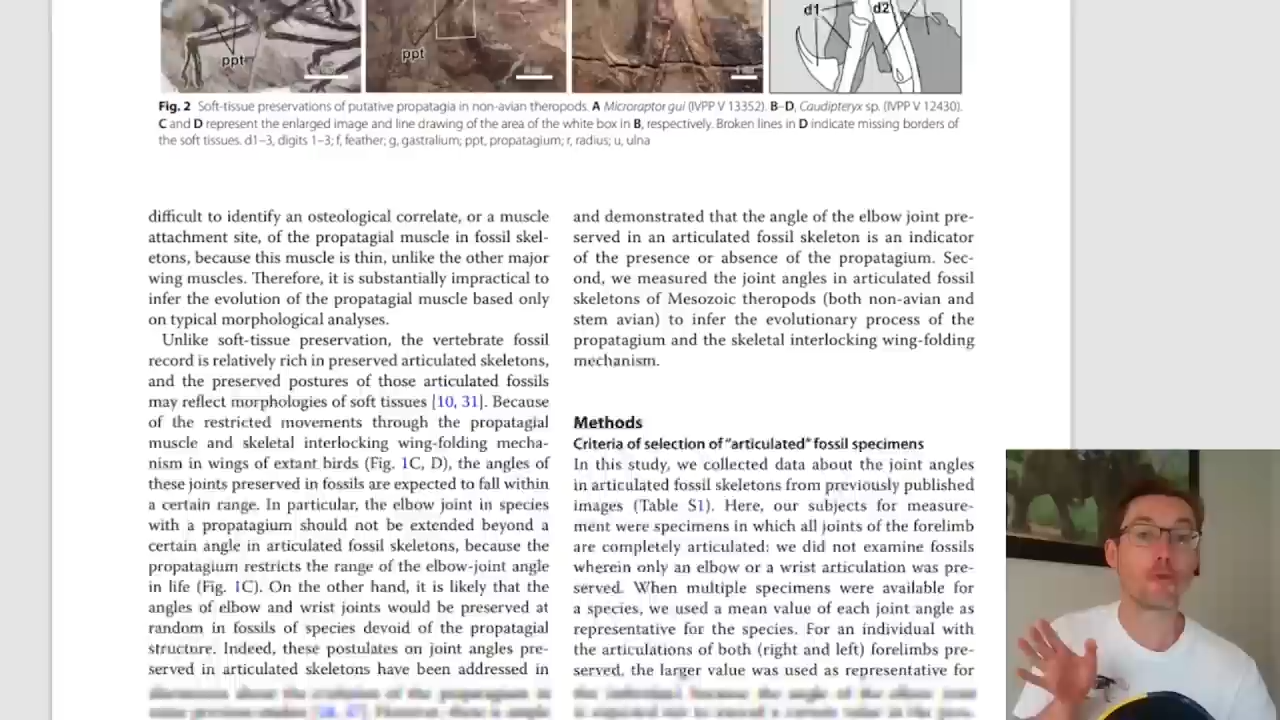 d1
d2
ppt
ppt
Fig. 2 Soft-tissue preservations of putative propatagia in non-avian theropods. A Microraptor gui (IVPP V 13352). B–D, Caudipteryx sp. (IVPP V 12430).
C and D represent the enlarged image and line drawing of the area of the white box in B, respectively. Broken lines in D indicate missing borders of
the soft tissues. d1–3, digits 1–3; f, feather; g, gastralium; ppt, propatagium; r, radius; u, ulna
difficult to identify an osteological correlate, or a muscle
attachment site, of the propatagial muscle in fossil skel-
etons, because this muscle is thin, unlike the other major
wing muscles. Therefore, it is substantially impractical to
infer the evolution of the propatagial muscle based only
on typical morphological analyses.
Unlike soft-tissue preservation, the vertebrate fossil
record is relatively rich in preserved articulated skeletons,
and the preserved postures of those articulated fossils
may reflect morphologies of soft tissues [10, 31]. Because
of the restricted movements through the propatagial
muscle and skeletal interlocking wing-folding mecha-
nism in wings of extant birds (Fig. 1C, D), the angles of
these joints preserved in fossils are expected to fall within
a certain range. In particular, the elbow joint in species
with a propatagium should not be extended beyond a
certain angle in articulated fossil skeletons, because the
propatagium restricts the range of the elbow-joint angle
in life (Fig. 1C). On the other hand, it is likely that the
angles of elbow and wrist joints would be preserved at
random in fossils of species devoid of the propatagial
structure. Indeed, these postulates on joint angles pre-
served in articulated skeletons have been addressed in
and demonstrated that the angle of the elbow joint pre-
served in an articulated fossil skeleton is an indicator
of the presence or absence of the propatagium. Sec-
ond, we measured the joint angles in articulated fossil
skeletons of Mesozoic theropods (both non-avian and
stem avian) to infer the evolutionary process of the
propatagium and the skeletal interlocking wing-folding
mechanism.
Methods
Criteria of selection of "articulated" fossil specimens
In this study, we collected data about the joint angles
in articulated fossil skeletons from previously published
images (Table S1). Here, our subjects for measure-
ment were specimens in which all joints of the forelimb
are completely articulated: we did not examine fossils
wherein only an elbow or a wrist articulation was pre-
served. When multiple specimens were available for
a species, we used a mean value of each joint angle as
representative for the species. For an individual with
the articulations of both (right and left) forelimbs pre-
served, the larger value was used as representative for